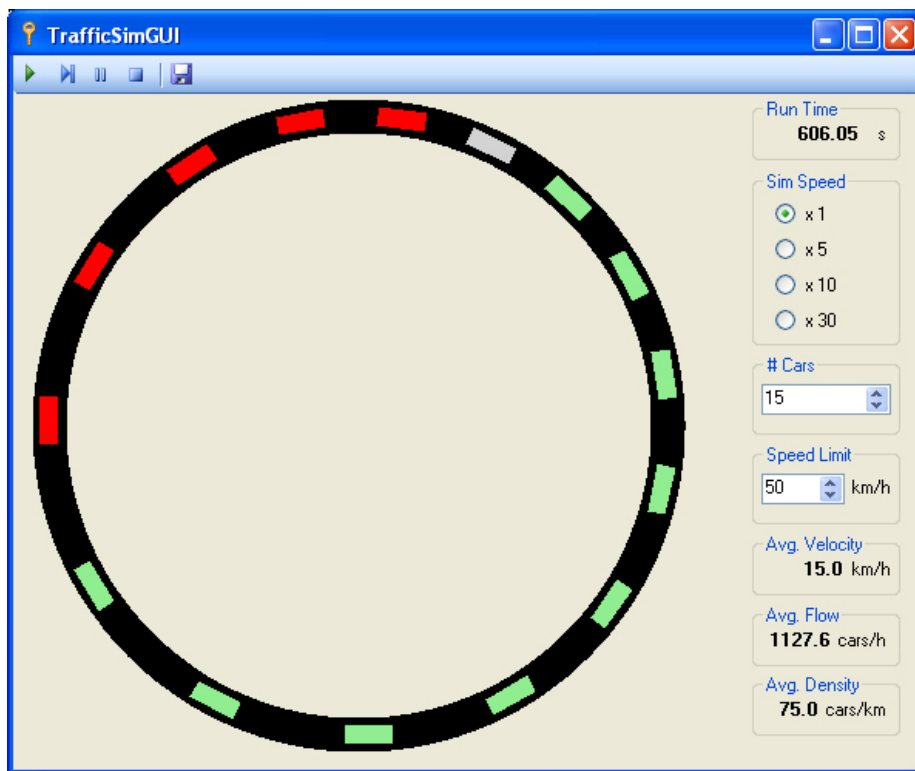 TrafficSimGUI
Run Time
606.05 s
Sim Speed
x 1
x 5
x 10
x 30
# Cars
15
Speed Limit
50 km/h
Avg. Velocity
15.0 km/h
Avg. Flow
1127.6 cars/h
Avg. Density
75.0 cars/km